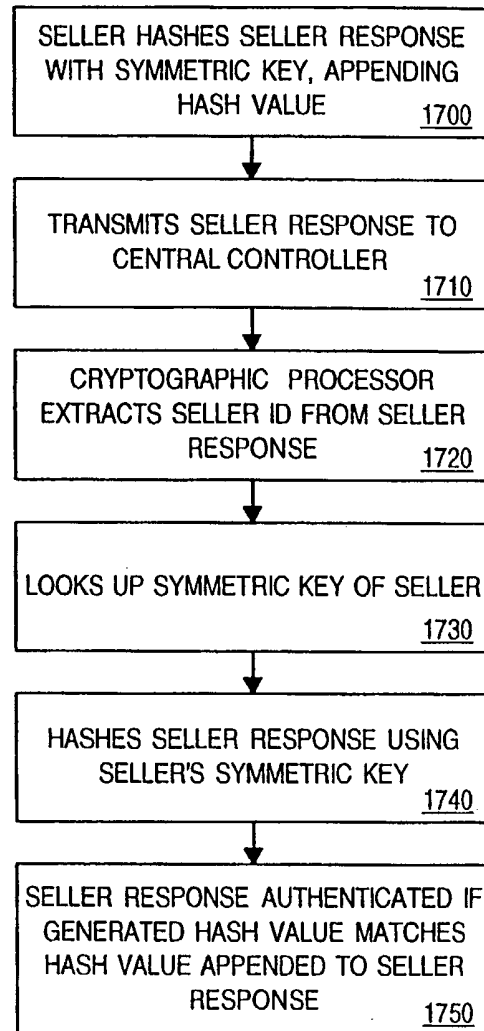 SELLER HASHES SELLER RESPONSE
WITH SYMMETRIC KEY, APPENDING
HASH VALUE
1700
TRANSMITS SELLER RESPONSE TO
CENTRAL CONTROLLER
1710
CRYPTOGRAPHIC PROCESSOR
EXTRACTS SELLER ID FROM SELLER
RESPONSE
1720
LOOKS UP SYMMETRIC KEY OF SELLER
1730
HASHES SELLER RESPONSE USING
SELLER'S SYMMETRIC KEY
1740
SELLER RESPONSE AUTHENTICATED IF
GENERATED HASH VALUE MATCHES
HASH VALUE APPENDED TO SELLER
RESPONSE
1750